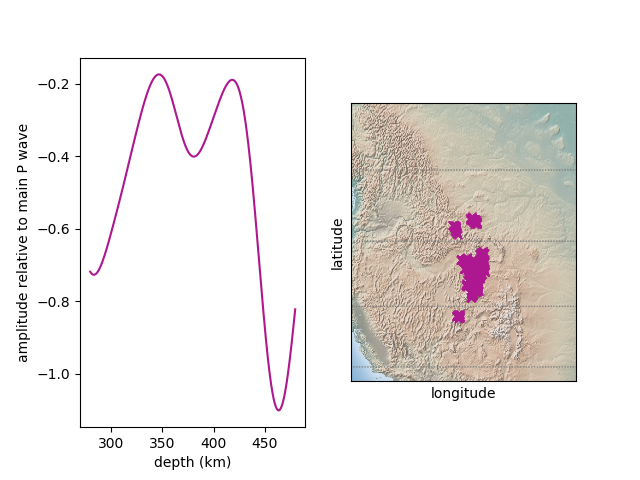 amplitude relative to main P wave
−0.2
−0.4
−0.6
−0.8
−1.0
300 350 400 450
depth (km)
latitude
longitude